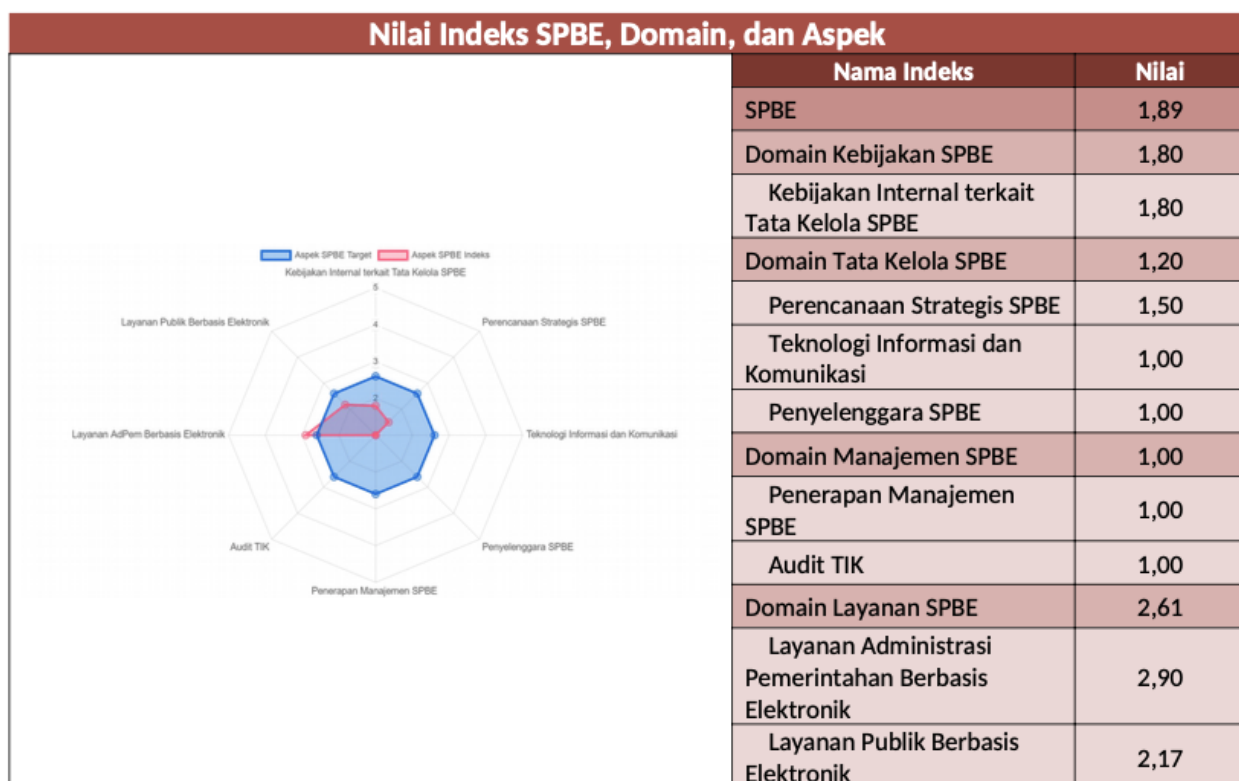 Nilai Indeks SPBE, Domain, dan Aspek
Aspek SPBE Target Aspek SPBE Indeks
Kebijakan Internal terkait Tata Kelola SPBE
5
Layanan Publik Berbasis Elektronik
Perencanaan Strategis SPBE
4
3
2
Layanan AdPem Berbasis Elektronik
Teknologi Informasi dan Komunikasi
Audit TIK
Penyelenggara SPBE
Penerapan Manajemen SPBE
Nama Indeks Nilai
SPBE 1,89
Domain Kebijakan SPBE 1,80
Kebijakan Internal terkait
Tata Kelola SPBE 1,80
Domain Tata Kelola SPBE 1,20
Perencanaan Strategis SPBE 1,50
Teknologi Informasi dan
Komunikasi 1,00
Penyelenggara SPBE 1,00
Domain Manajemen SPBE 1,00
Penerapan Manajemen
SPBE 1,00
Audit TIK 1,00
Domain Layanan SPBE 2,61
Layanan Administrasi
Pemerintahan Berbasis 2,90
Elektronik
Layanan Publik Berbasis
Elektronik 2,17